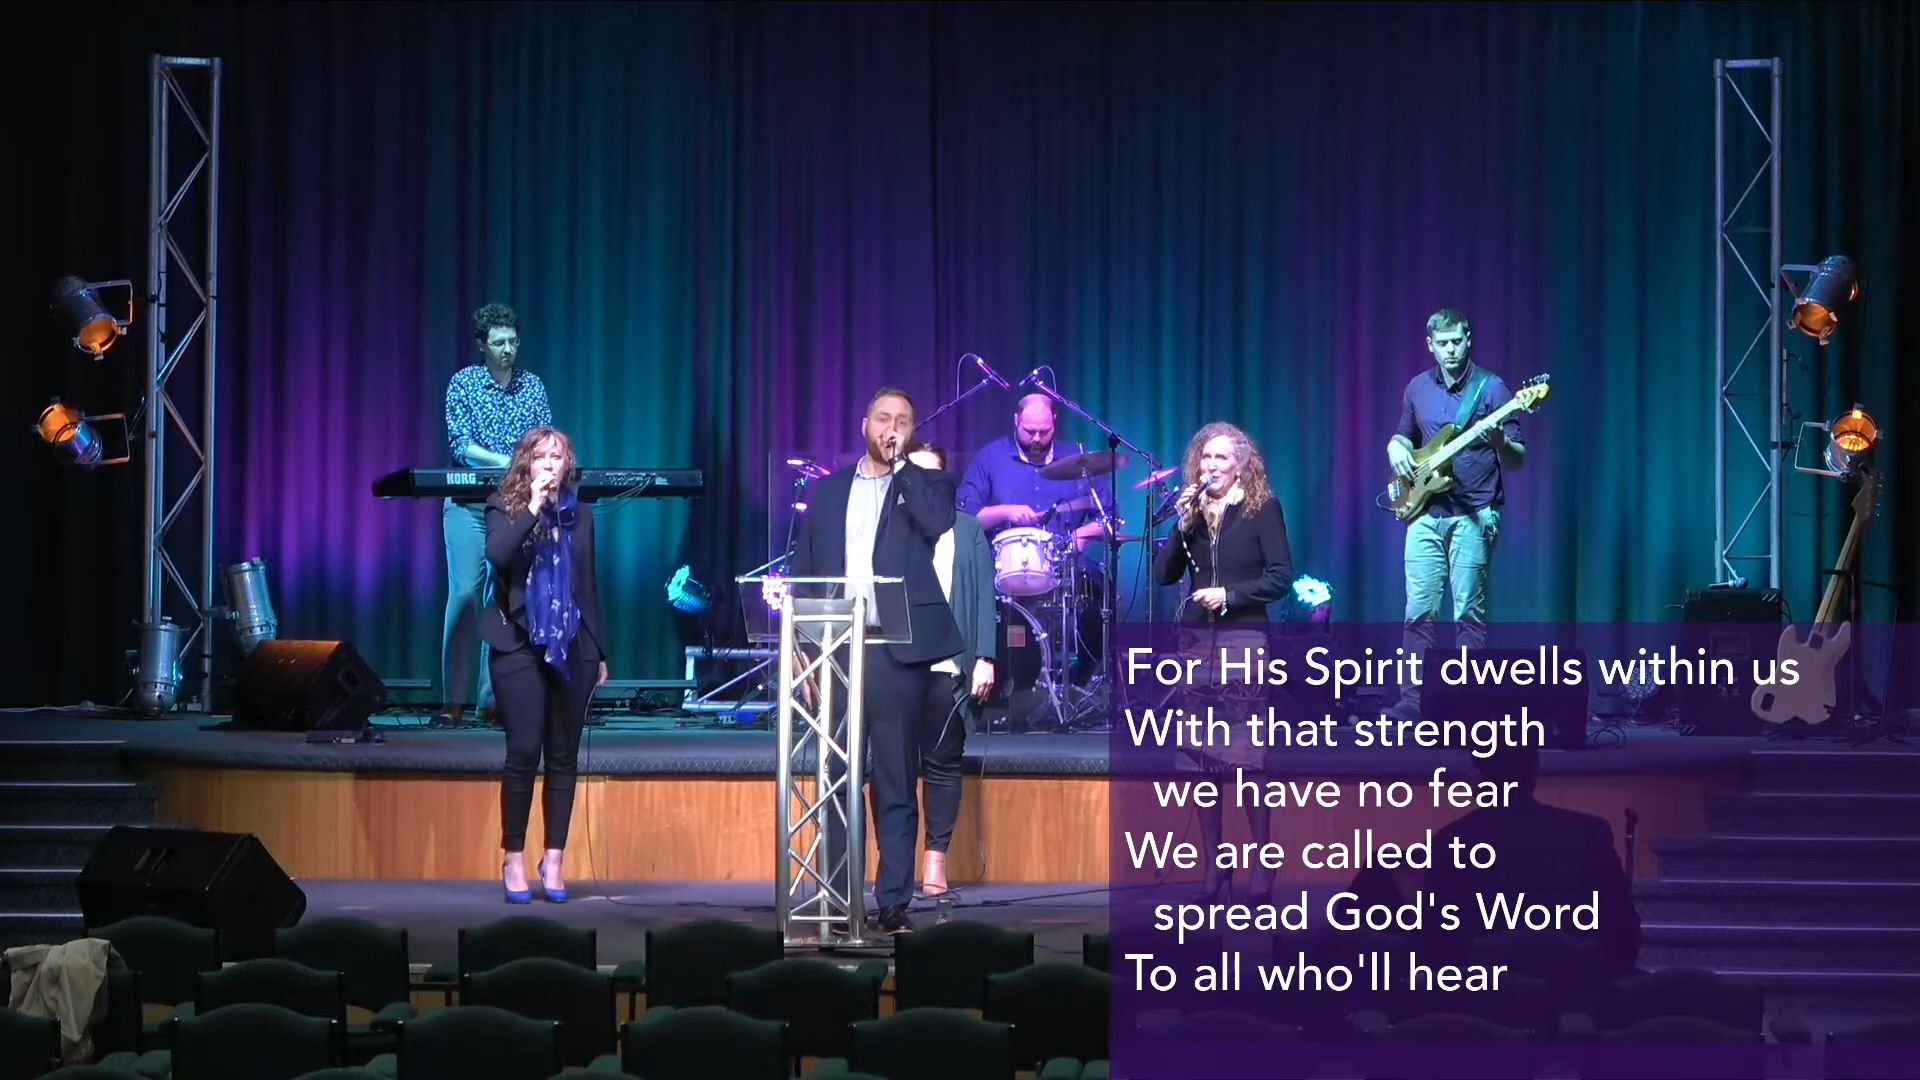 KORG
For His Spirit dwells within us
With that strength
we have no fear
We are called to
spread God's Word
To all who'll hear